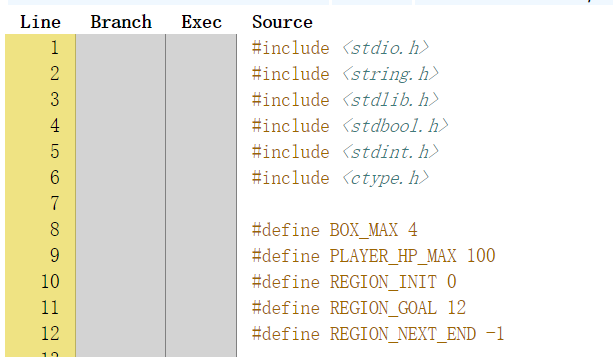 Line Branch Exec Source
1 #include <stdio.h>
2 #include <string.h>
3 #include <stdlib.h>
4 #include <stdbool.h>
5 #include <stdint.h>
6 #include <ctype.h>
7
8 #define BOX_MAX 4
9 #define PLAYER_HP_MAX 100
10 #define REGION_INIT 0
11 #define REGION_GOAL 12
12 #define REGION_NEXT_END -1